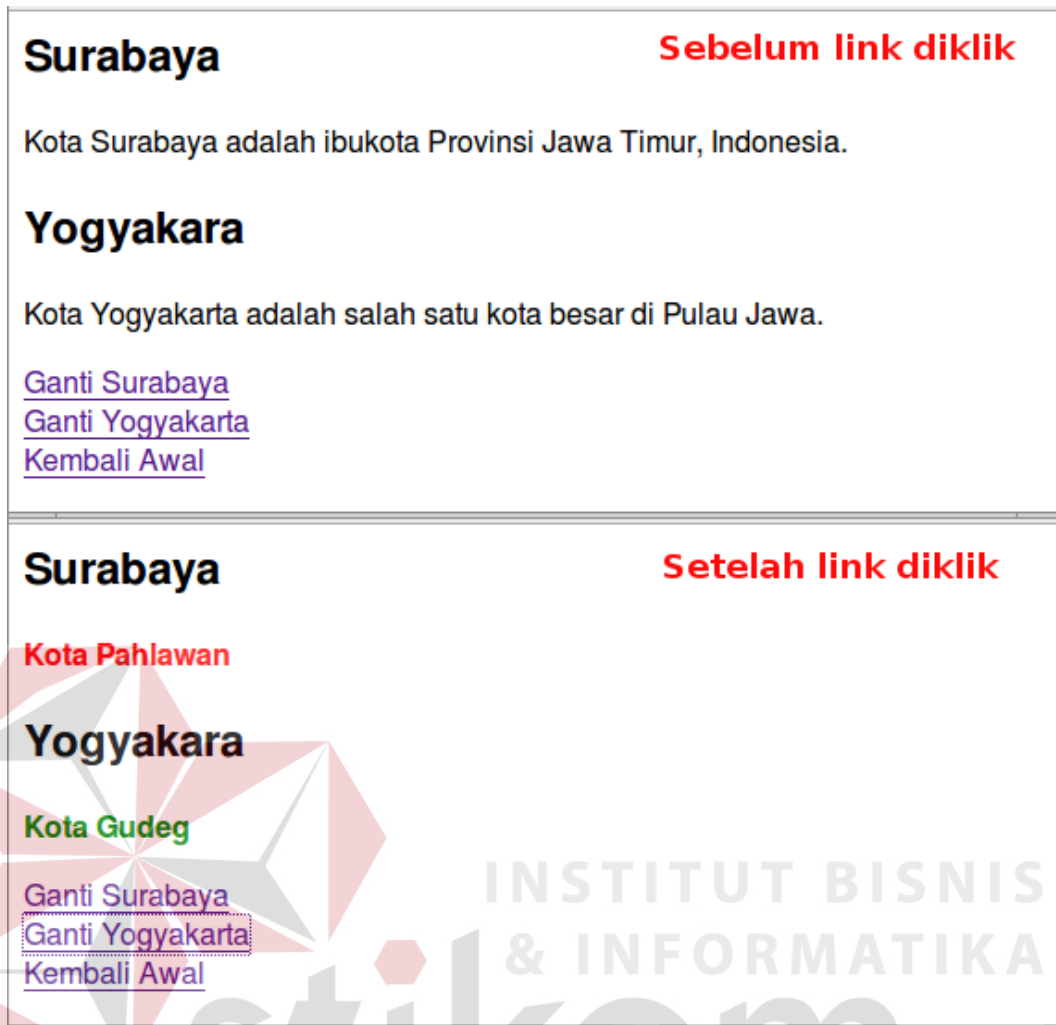 Surabaya
Sebelum link diklik
Kota Surabaya adalah ibukota Provinsi Jawa Timur, Indonesia.
Yogyakara
Kota Yogyakarta adalah salah satu kota besar di Pulau Jawa.
Ganti Surabaya
Ganti Yogyakarta
Kembali Awal
Surabaya
Setelah link diklik
Kota Pahlawan
Yogyakara
Kota Gudeg
Ganti Surabaya
Ganti Yogyakarta
Kembali Awal
INSTITUT BISNIS
& INFORMATIKA
stikom